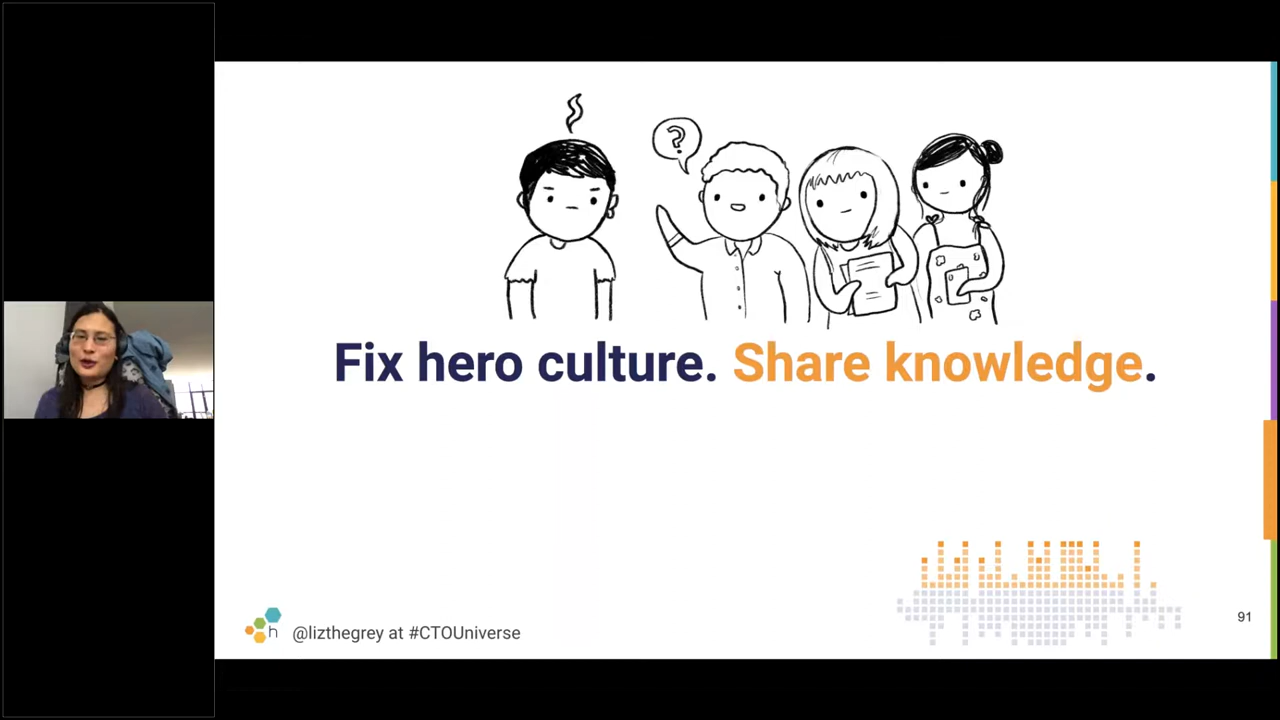 ?
Fix hero culture. Share knowledge.
h
@lizthegrey at #CTOUniverse
91